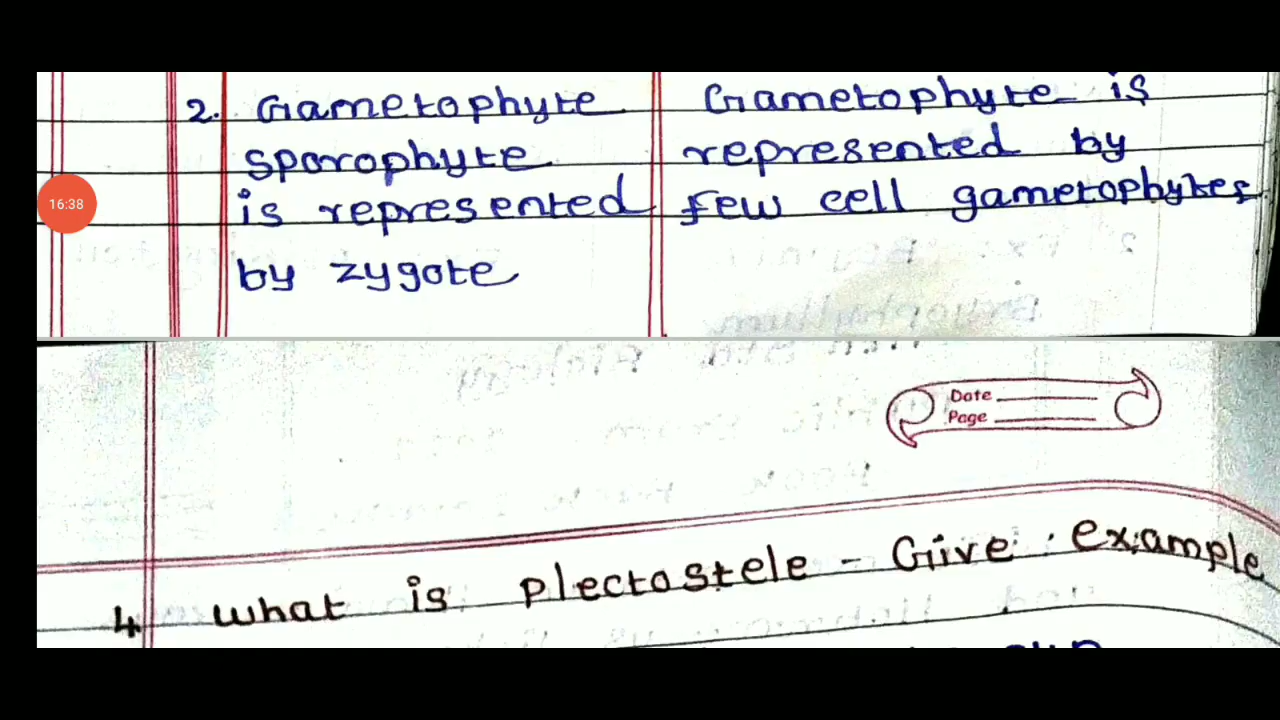 2. Gametophyte
sporophyte
is represented
by zygote
Gametophyte is
represented by
few cell gametophytes
16:38
Date
Page
4 What is plectostele - Give example